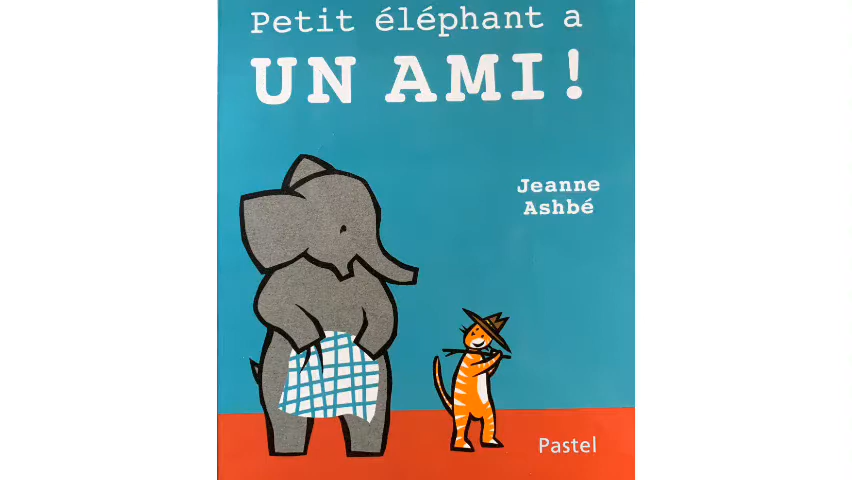 Petit éléphant a
UN AMI!
Jeanne
Ashbé
Pastel